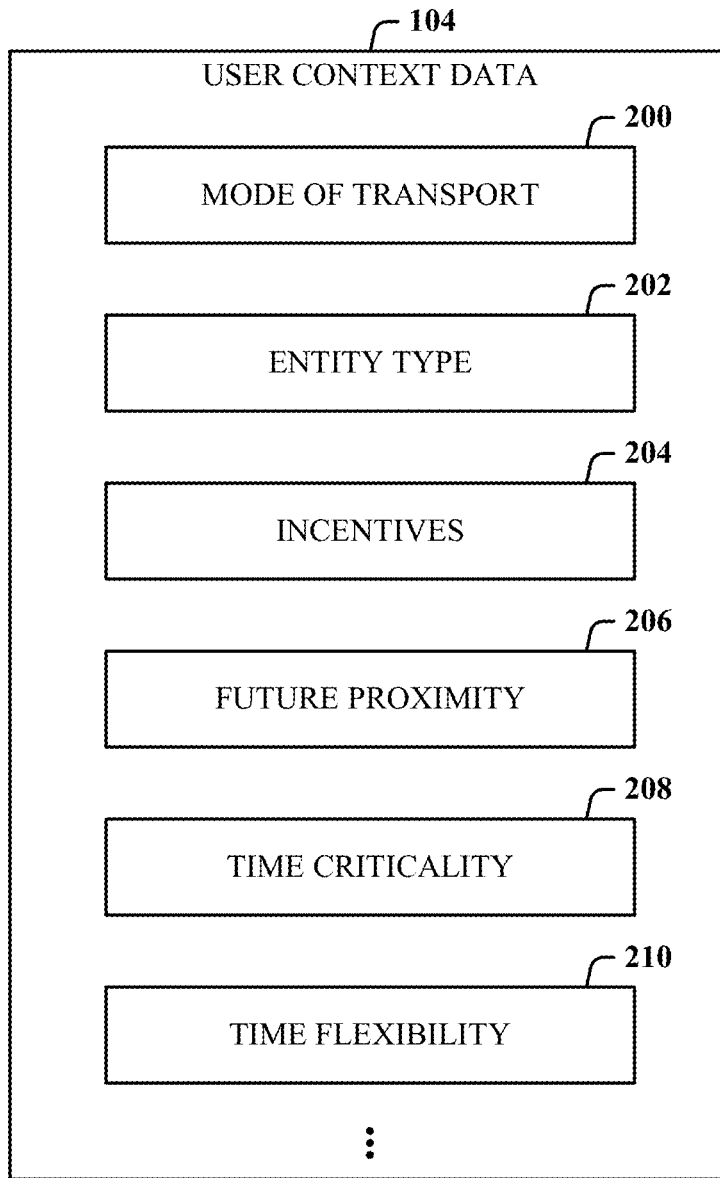 104
USER CONTEXT DATA
200
MODE OF TRANSPORT
202
ENTITY TYPE
204
INCENTIVES
206
FUTURE PROXIMITY
208
TIME CRITICALITY
210
TIME FLEXIBILITY